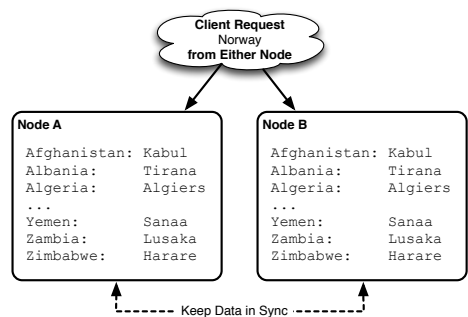 Client Request
Norway
from Either Node
Node A
Afghanistan: Kabul
Albania: Tirana
Algeria: Algiers
...
Yemen: Sanaa
Zambia: Lusaka
Zimbabwe: Harare
Node B
Afghanistan: Kabul
Albania: Tirana
Algeria: Algiers
...
Yemen: Sanaa
Zambia: Lusaka
Zimbabwe: Harare
Keep Data in Sync